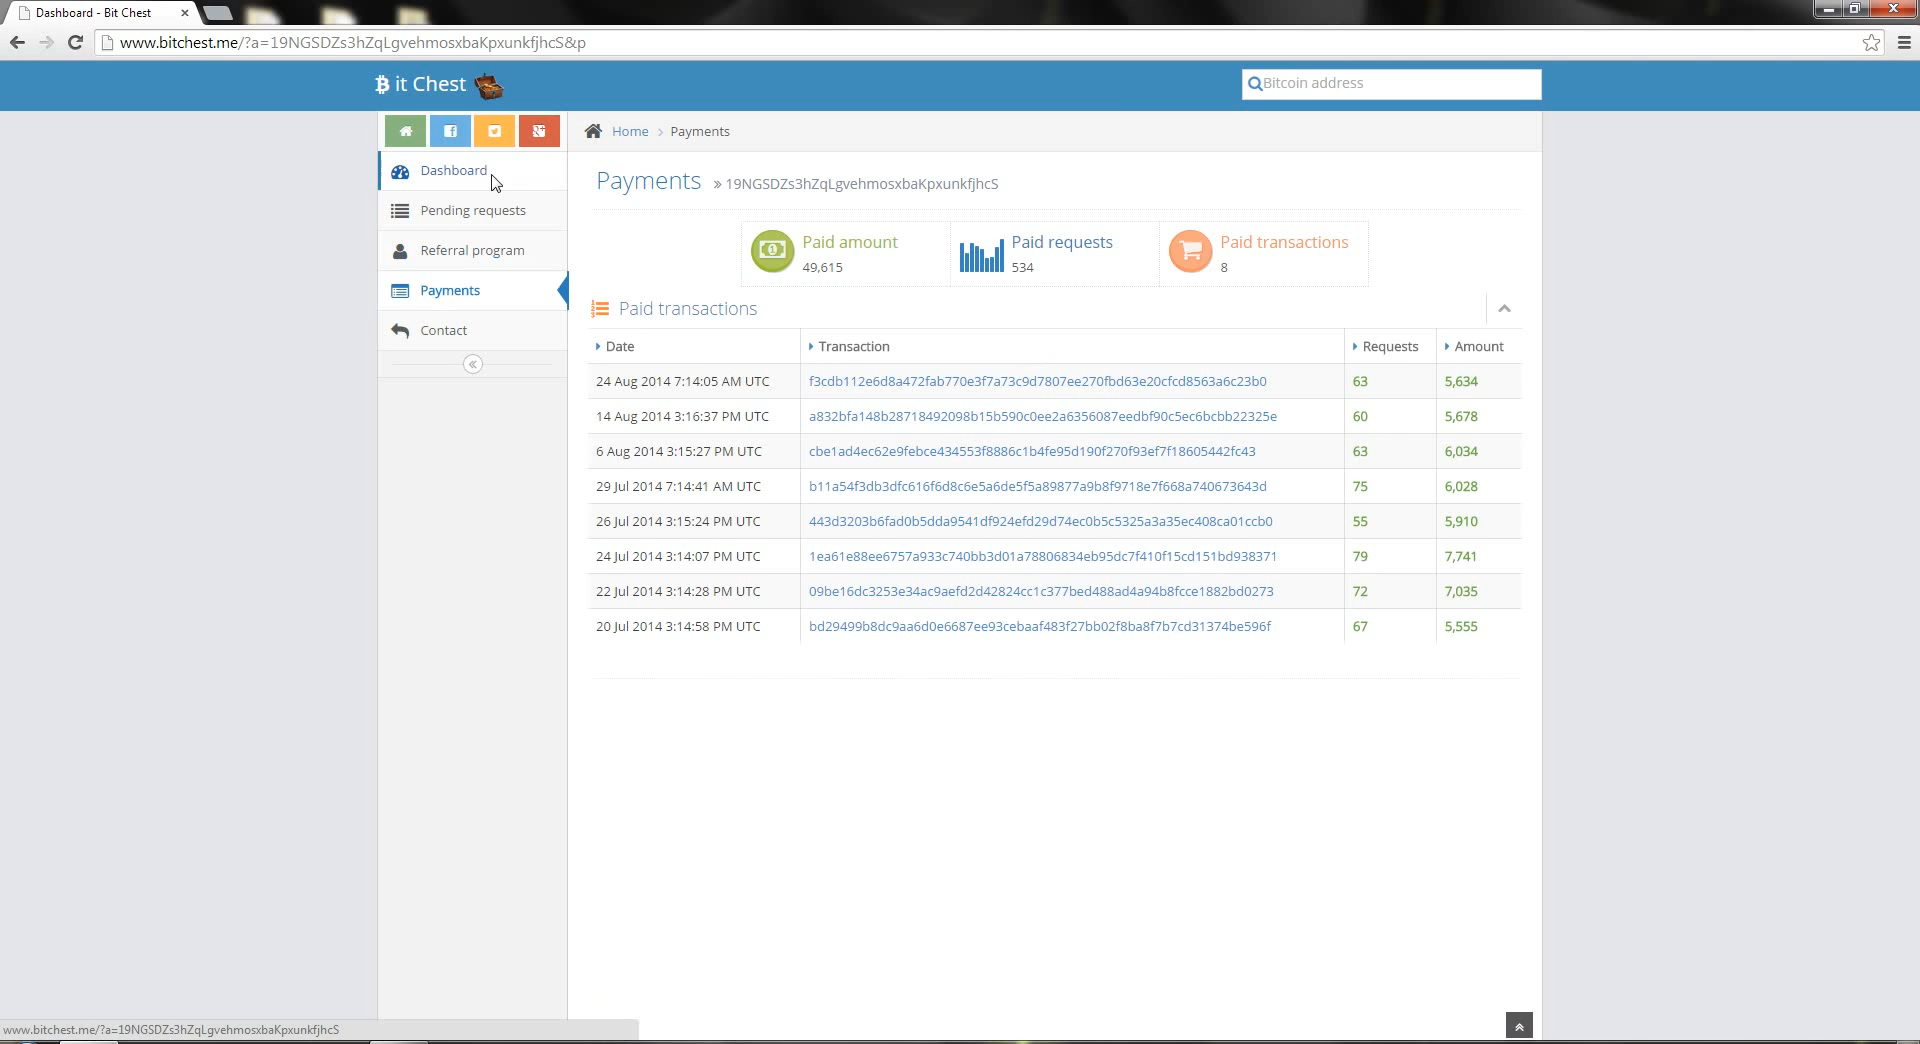 Dashboard - Bit Chest
www.bitchest.me/?a=19NGSDZs3hZqLgvehmosxbaKpxunkfjhcS&p
it Chest
Bitcoin address
Home > Payments
Dashboard
Pending requests
Referral program
Payments
Contact
Payments » 19NGSDZs3hZqLgvehmosxbaKpxunkfjhcS
Paid amount
49,615
Paid requests
534
Paid transactions
8
Paid transactions
Date Transaction Requests Amount
24 Aug 2014 7:14:05 AM UTC f3cdb112e6d8a472fab770e3f7a73c9d7807ee270fbd63e20cfcd8563a6c23b0 63 5,634
14 Aug 2014 3:16:37 PM UTC a832bfa148b28718492098b15b590c0ee2a6356087eedbf90c5ec6bcbb22325e 60 5,678
6 Aug 2014 3:15:27 PM UTC cbe1ad4ec62e9febce434553f8886c1b4fe95d190f270f93ef7f18605442fc43 63 6,034
29 Jul 2014 7:14:41 AM UTC b11a54f3db3dfc616f6d8c6e5a6de5f5a89877a9b8f9718e7f668a740673643d 75 6,028
26 Jul 2014 3:15:24 PM UTC 443d3203b6fad0b5dda9541df924efd29d74ec0b5c5325a3a35ec408ca01ccb0 55 5,910
24 Jul 2014 3:14:07 PM UTC 1ea61e88ee6757a933c740bb3d01a78806834eb95dc7f410f15cd151bd938371 79 7,741
22 Jul 2014 3:14:28 PM UTC 09be16dc3253e34ac9aefd2d42824cc1c377bed488ad4a94b8fcce1882bd0273 72 7,035
20 Jul 2014 3:14:58 PM UTC bd29499b8dc9aa6d0e6687ee93cebaaf483f27bb02f8ba8f7b7cd31374be596f 67 5,555
www.bitchest.me/?a=19NGSDZs3hZqLgvehmosxbaKpxunkfjhcS